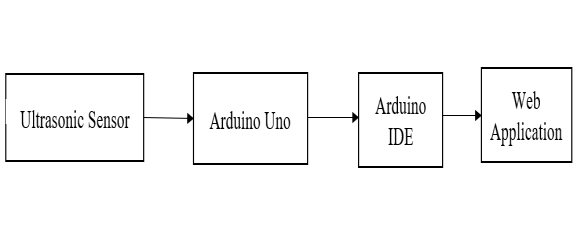 Ultrasonic Sensor
Arduino Uno
Arduino
IDE
Web
Application